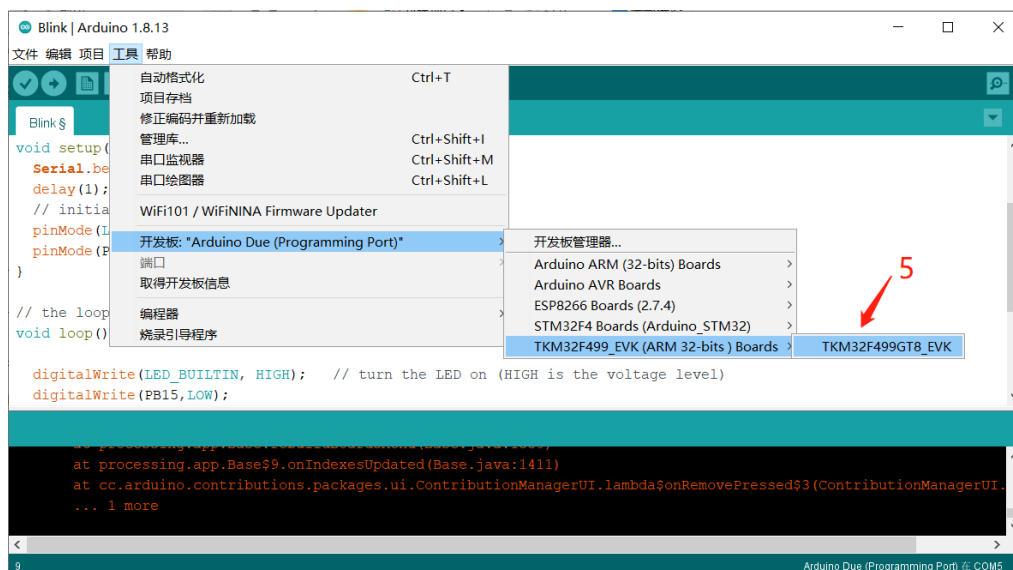 Blink | Arduino 1.8.13
文件 编辑 项目 工具 帮助
自动格式化 Ctrl+T
项目存档
修正编码并重新加载
管理库... Ctrl+Shift+I
串口监视器 Ctrl+Shift+M
串口绘图器 Ctrl+Shift+L
WiFi101 / WiFiNINA Firmware Updater
开发板: "Arduino Due (Programming Port)"
端口
取得开发板信息
编程器
烧录引导程序
开发板管理器...
Arduino ARM (32-bits) Boards
Arduino AVR Boards
ESP8266 Boards (2.7.4)
STM32F4 Boards (Arduino_STM32)
TKM32F499_EVK (ARM 32-bits ) Boards
TKM32F499GT8_EVK
5
Blink §
void setup(
Serial.be
delay(1);
// initia
pinMode(L
pinMode(P
}
// the loop
void loop()
digitalWrite(LED_BUILTIN, HIGH); // turn the LED on (HIGH is the voltage level)
digitalWrite(PB15,LOW);
at processing.app.Base$9.onIndexesUpdated(Base.java:1411)
at cc.arduino.contributions.packages.ui.ContributionManagerUI.lambda$onRemovePressed$3(ContributionManagerUI.
... 1 more
9
Arduino Due (Programming Port) 在 COM5